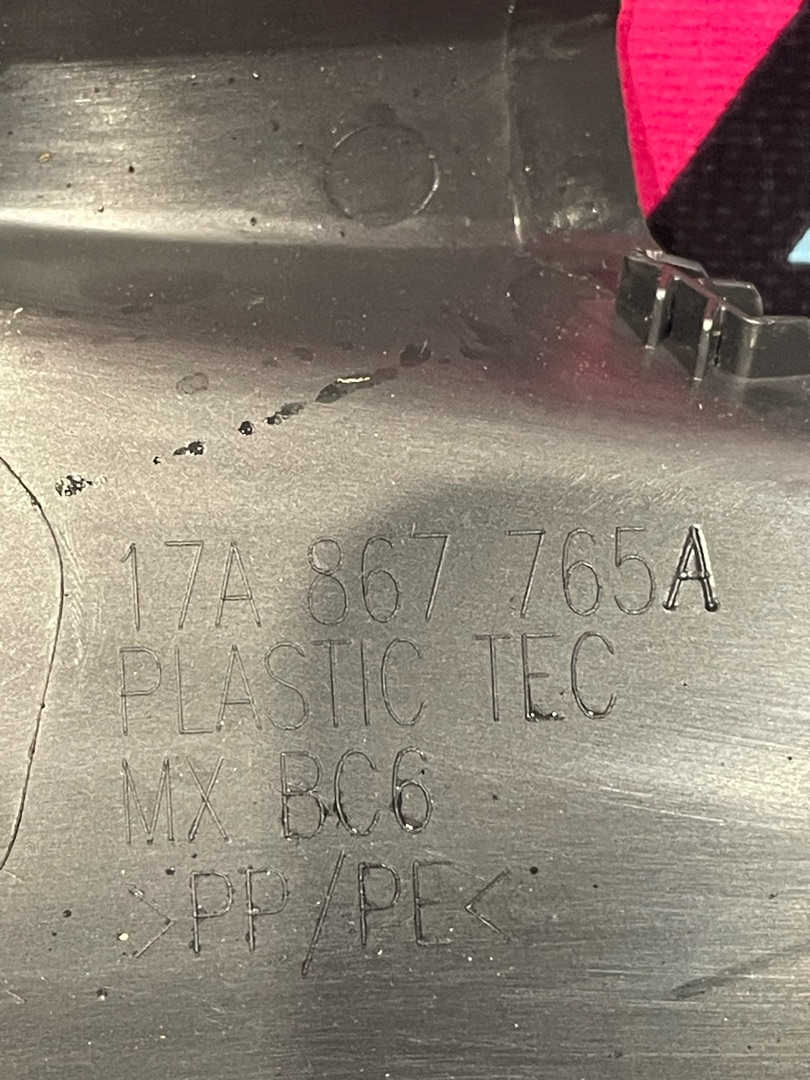 17A 867 765A
PLASTIC TEC
MX BC6
>PP/PE<